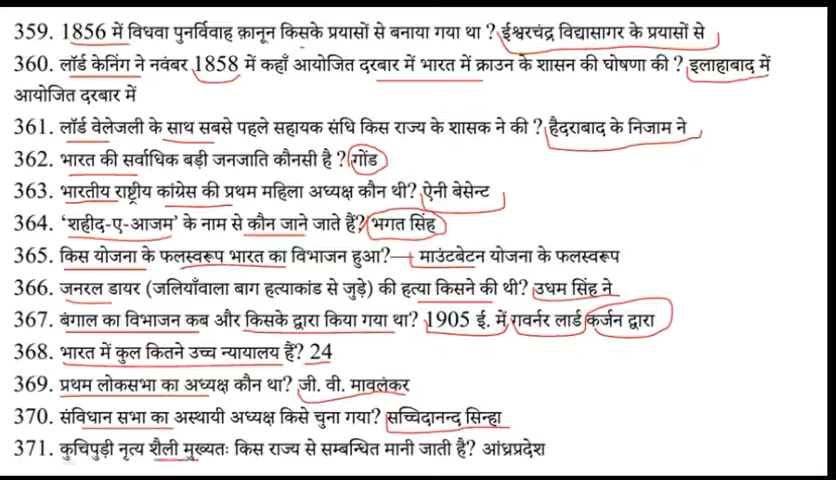 359. 1856 में विधवा पुनर्विवाह क़ानून किसके प्रयासों से बनाया गया था ? ईश्वरचंद्र विद्यासागर के प्रयासों से
360. लॉर्ड केनिंग ने नवंबर 1858 में कहाँ आयोजित दरबार में भारत में क्राउन के शासन की घोषणा की ? इलाहाबाद में
आयोजित दरबार में
361. लॉर्ड वेलेजली के साथ सबसे पहले सहायक संधि किस राज्य के शासक ने की ? हैदराबाद के निजाम ने
362. भारत की सर्वाधिक बड़ी जनजाति कौनसी है ? गोंड
363. भारतीय राष्ट्रीय कांग्रेस की प्रथम महिला अध्यक्ष कौन थी? ऐनी बेसेन्ट
364. ‘शहीद-ए-आजम’ के नाम से कौन जाने जाते हैं? भगत सिंह
365. किस योजना के फलस्वरूप भारत का विभाजन हुआ?— माउंटबेटन योजना के फलस्वरूप
366. जनरल डायर (जलियाँवाला बाग हत्याकांड से जुड़े) की हत्या किसने की थी? उधम सिंह ने
367. बंगाल का विभाजन कब और किसके द्वारा किया गया था? 1905 ई. में गवर्नर लार्ड कर्जन द्वारा
368. भारत में कुल कितने उच्च न्यायालय हैं? 24
369. प्रथम लोकसभा का अध्यक्ष कौन था? जी. वी. मावलंकर
370. संविधान सभा का अस्थायी अध्यक्ष किसे चुना गया? सच्चिदानन्द सिन्हा
371. कुचिपुड़ी नृत्य शैली मुख्यतः किस राज्य से सम्बन्धित मानी जाती है? आंध्रप्रदेश